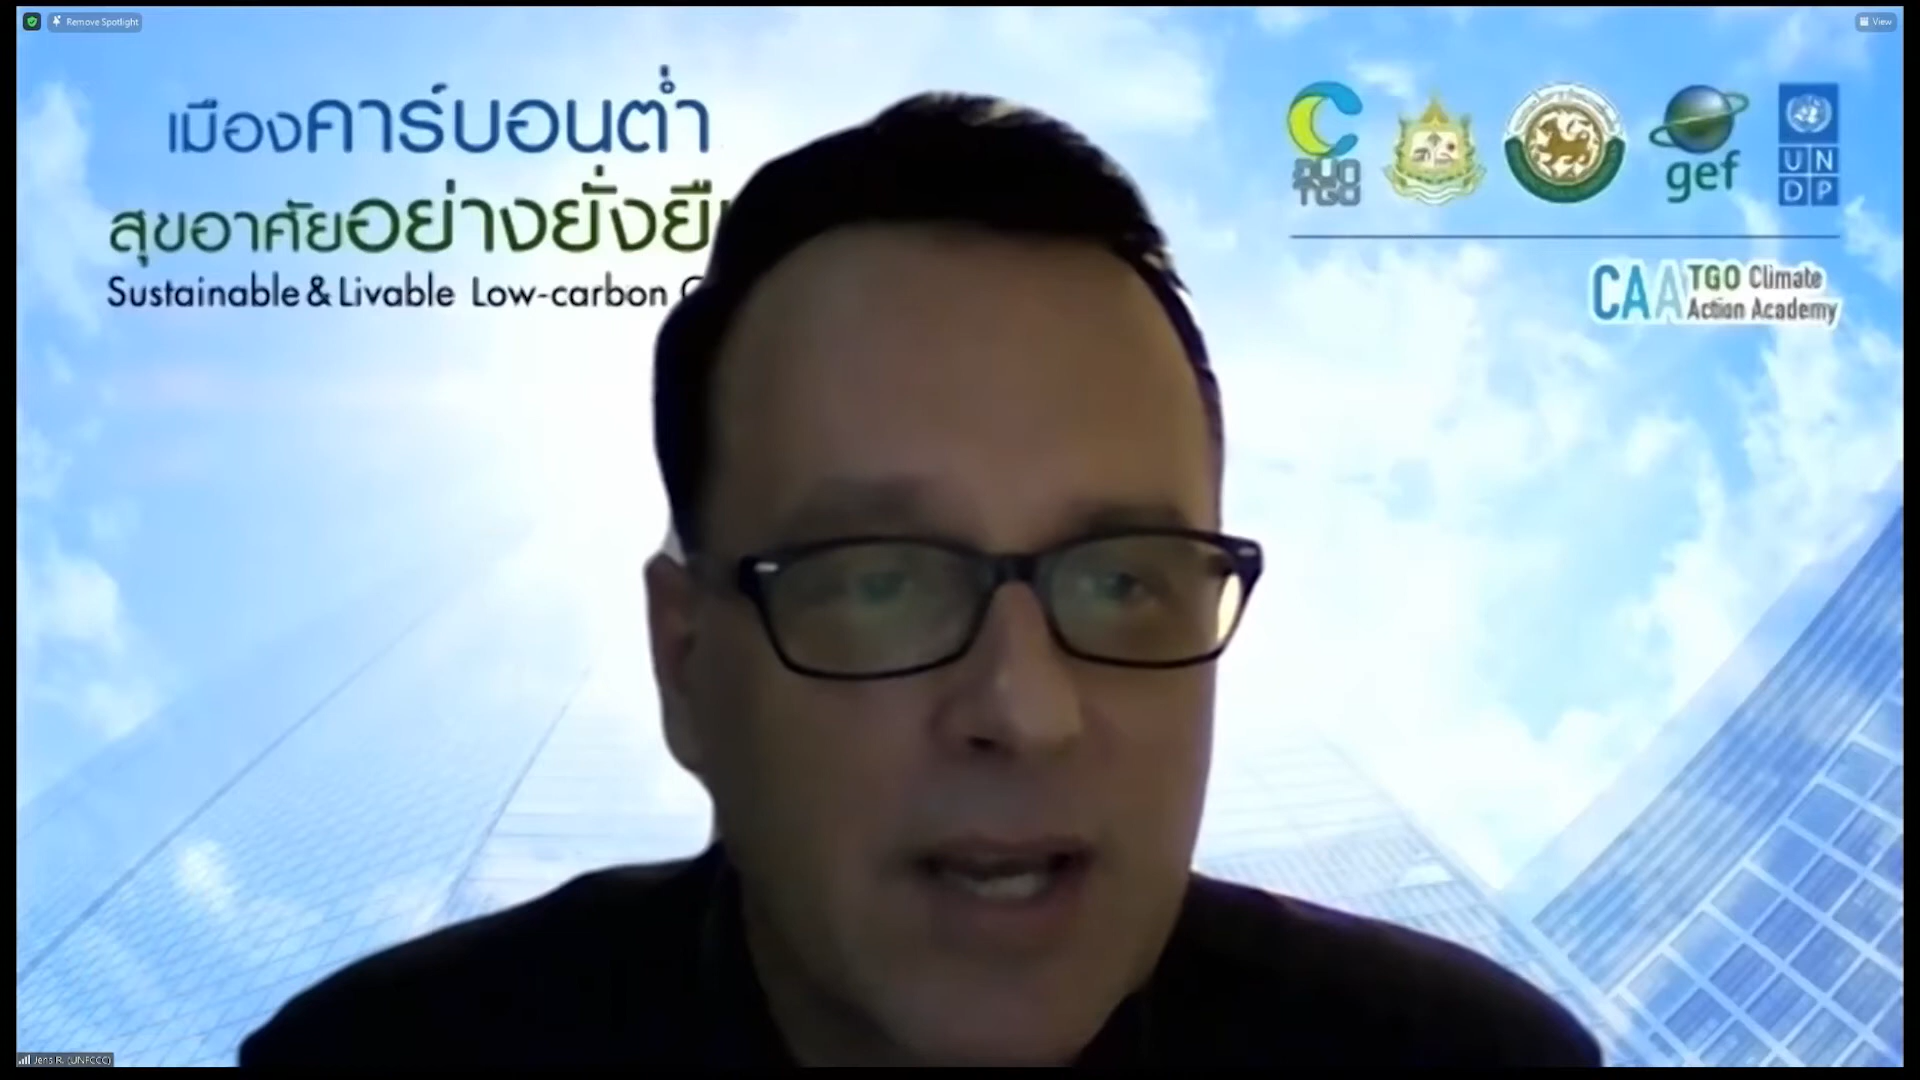 Remove Spotlight
View
เมืองคาร์บอนต่ำ
สุขอาศัยอย่างยั่งยื
Sustainable & Livable Low-carbon
TGO
gef
UN
DP
CAA TGO Climate
Action Academy
Jens R. (UNFCCC)